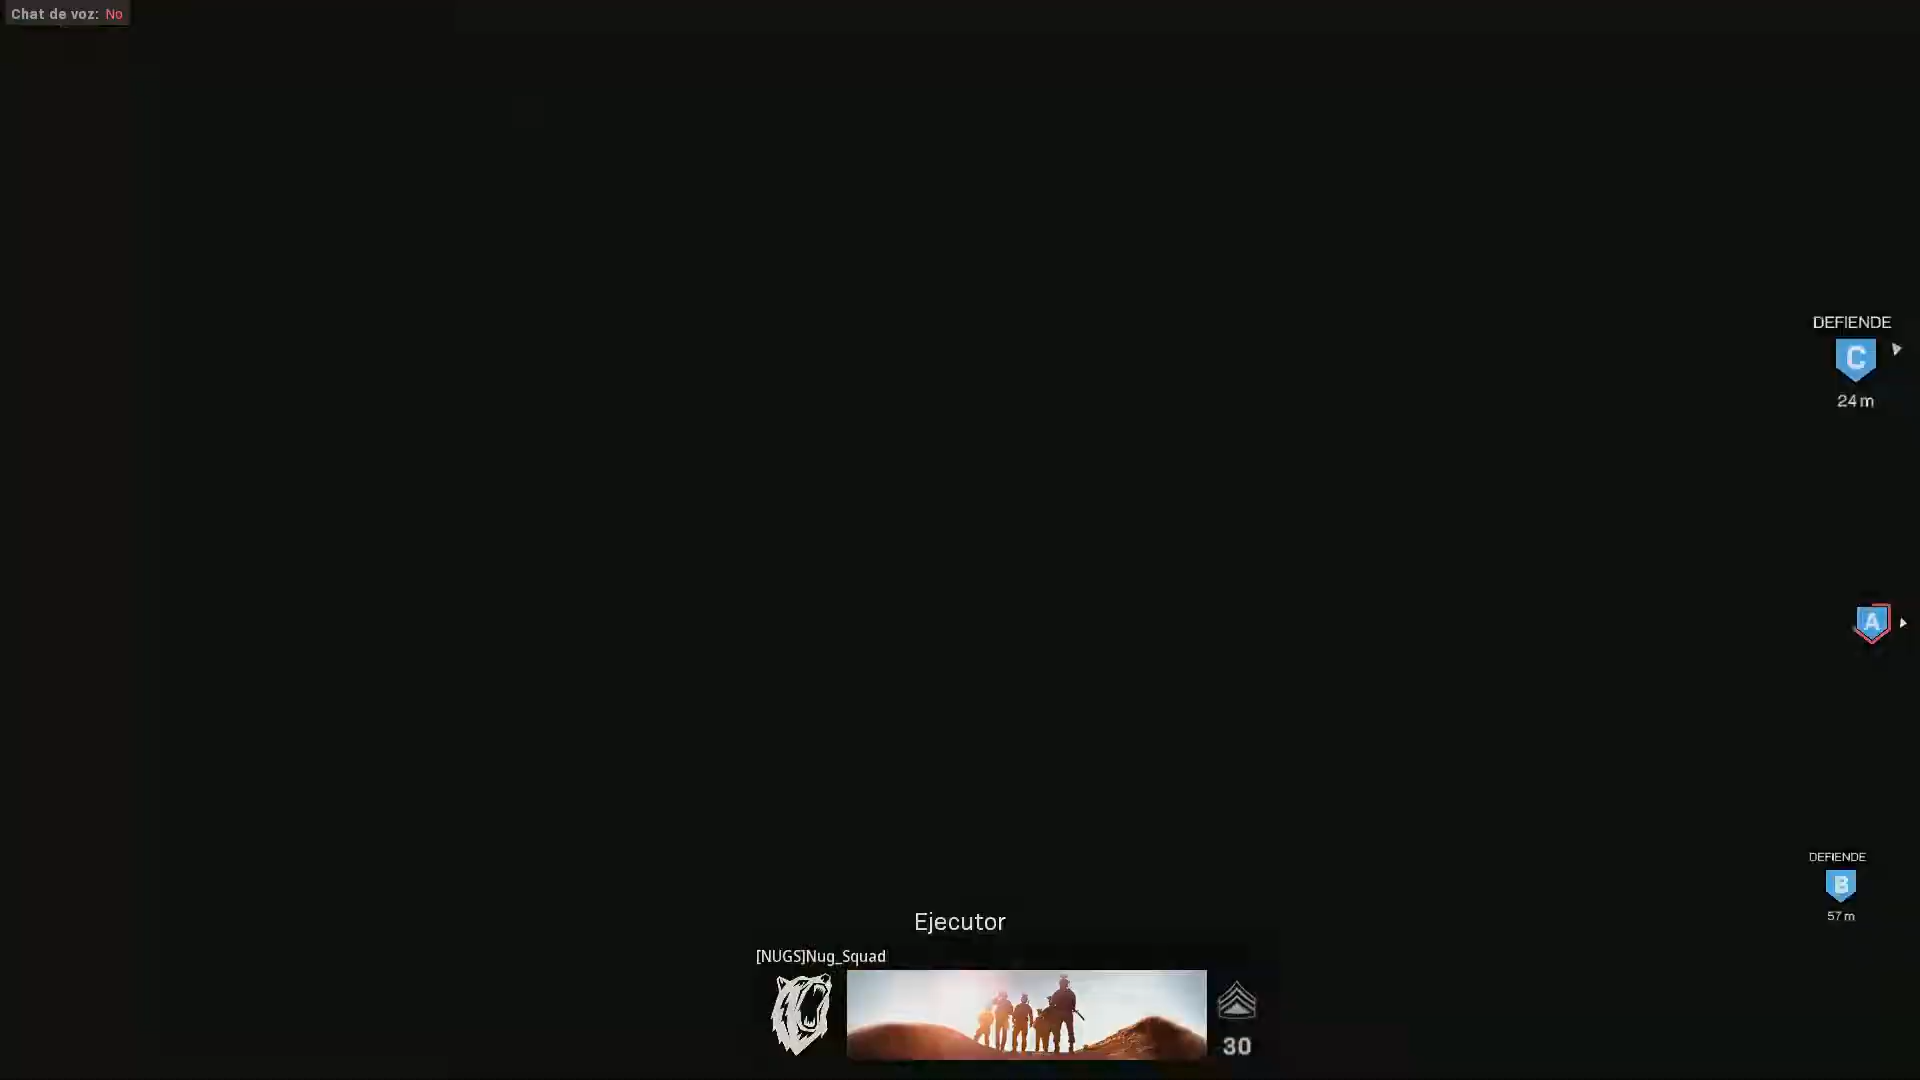 Chat de voz: No
DEFIENDE
C
24 m
A
DEFIENDE
B
57 m
Ejecutor
[NUGS]Nug_Squad
30